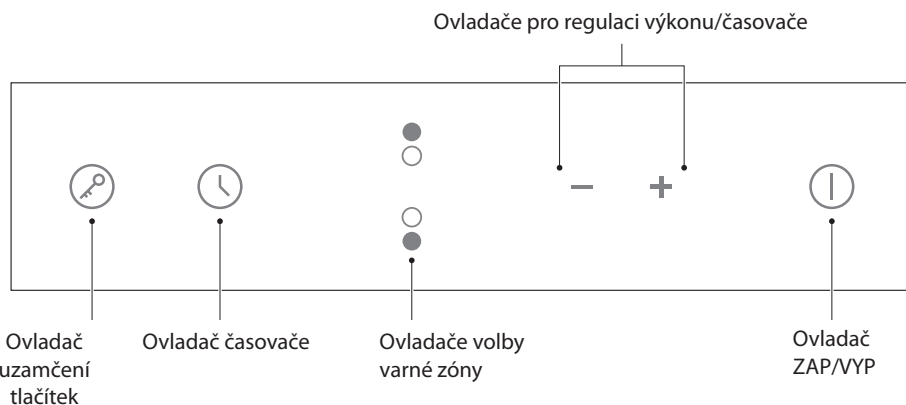 Ovladače pro regulaci výkonu/časovače
Ovladač
uzamčení
tlačítek
Ovladač časovače
Ovladače volby
varné zóny
Ovladač
ZAP/VYP